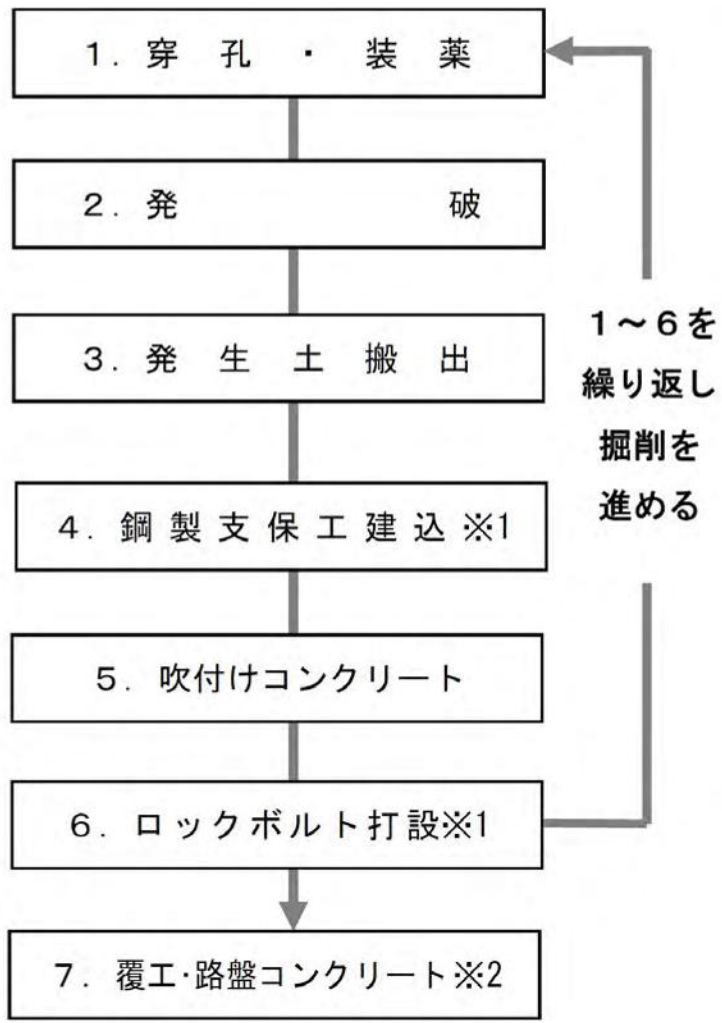 1. 穿孔・装薬
2. 発破
3. 発生土搬出
4. 鋼製支保工建込※1
5. 吹付けコンクリート
6. ロックボルト打設※1
7. 覆工・路盤コンクリート※2
1～6を
繰り返し
掘削を
進める